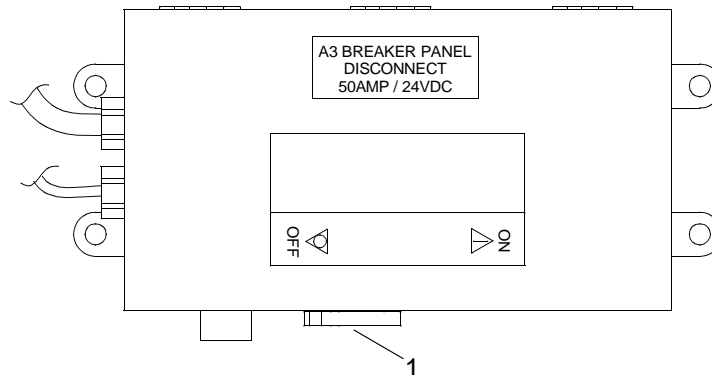 A3 BREAKER PANEL
DISCONNECT
50AMP / 24VDC
OFF
ON
1